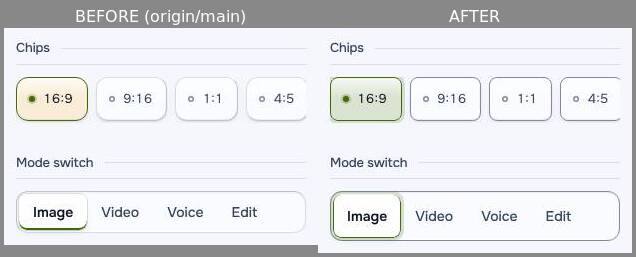 BEFORE (origin/main)
AFTER
Chips
16:9 9:16 1:1 4:5
Mode switch
Image Video Voice Edit
Chips
16:9 9:16 1:1 4:5
Mode switch
Image Video Voice Edit